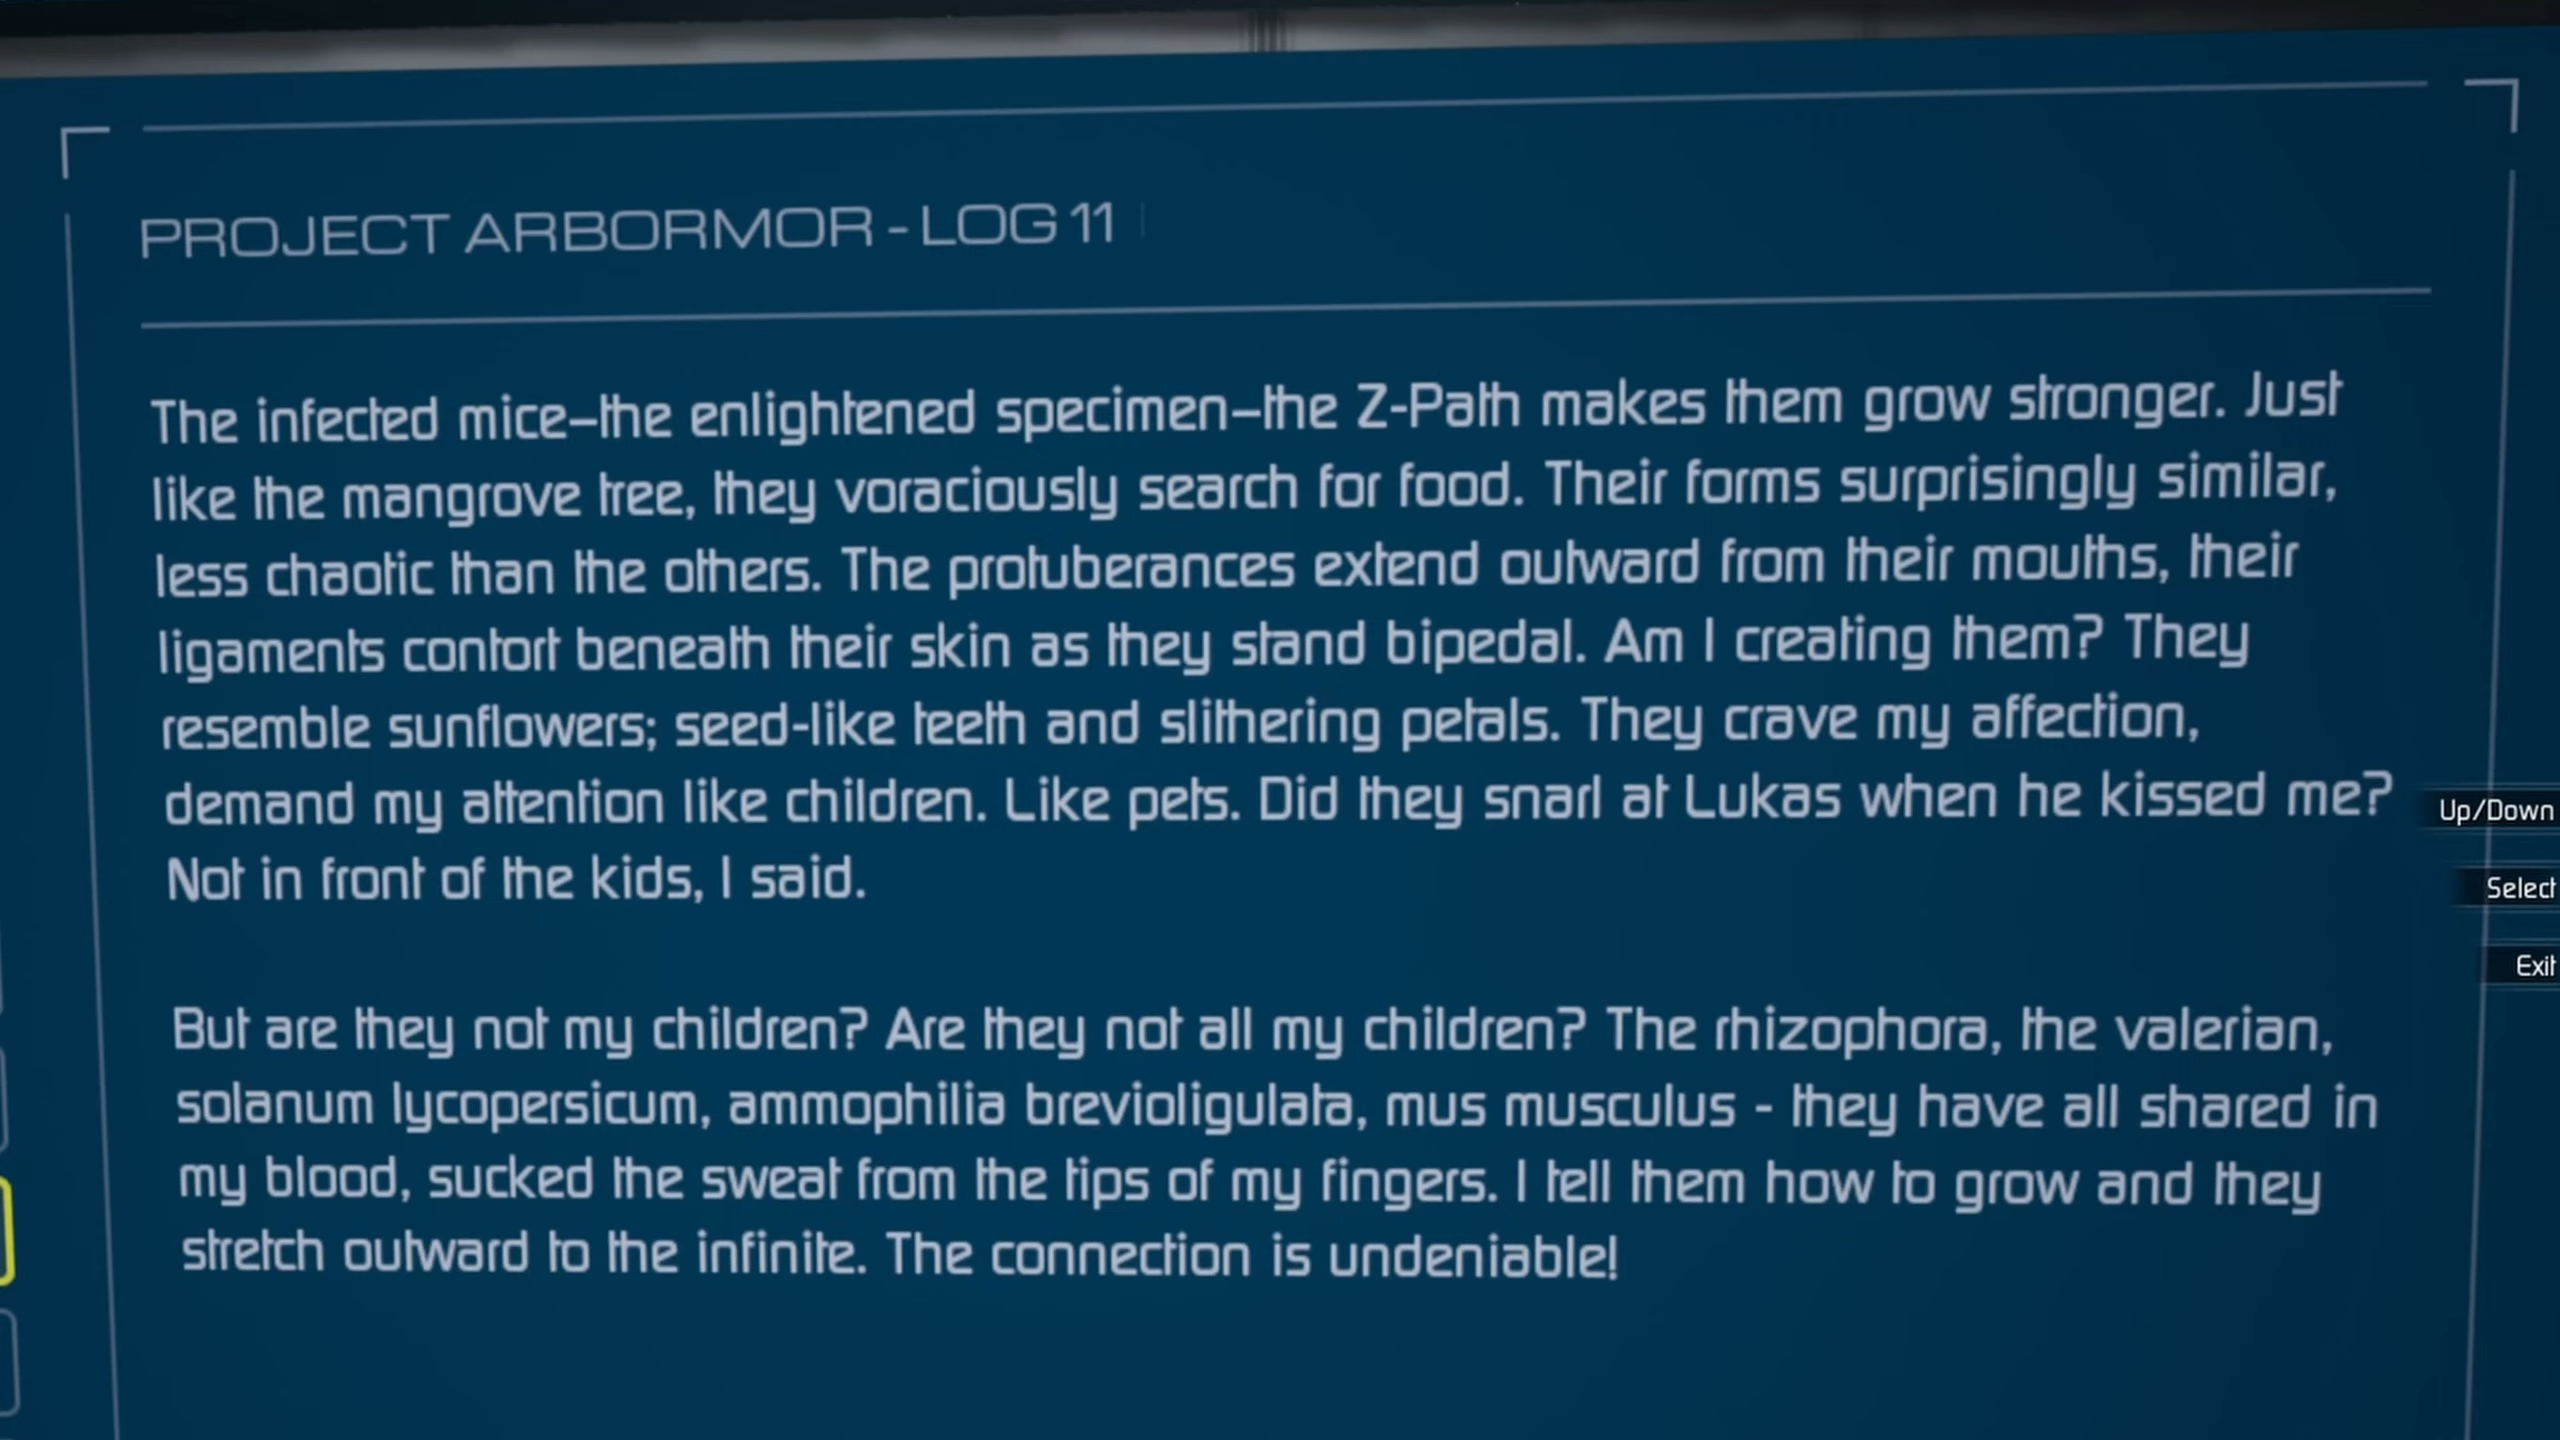 PROJECT ARBORMOR - LOG 11
The infected mice–the enlightened specimen–the Z-Path makes them grow stronger. Just
like the mangrove tree, they voraciously search for food. Their forms surprisingly similar,
less chaotic than the others. The protuberances extend outward from their mouths, their
ligaments contort beneath their skin as they stand bipedal. Am I creating them? They
resemble sunflowers; seed-like teeth and slithering petals. They crave my affection,
demand my attention like children. Like pets. Did they snarl at Lukas when he kissed me?
Not in front of the kids, I said.
But are they not my children? Are they not all my children? The rhizophora, the valerian,
solanum lycopersicum, ammophilia brevioligulata, mus musculus - they have all shared in
my blood, sucked the sweat from the tips of my fingers. I tell them how to grow and they
stretch outward to the infinite. The connection is undeniable!
Up/Down
Select
Exit